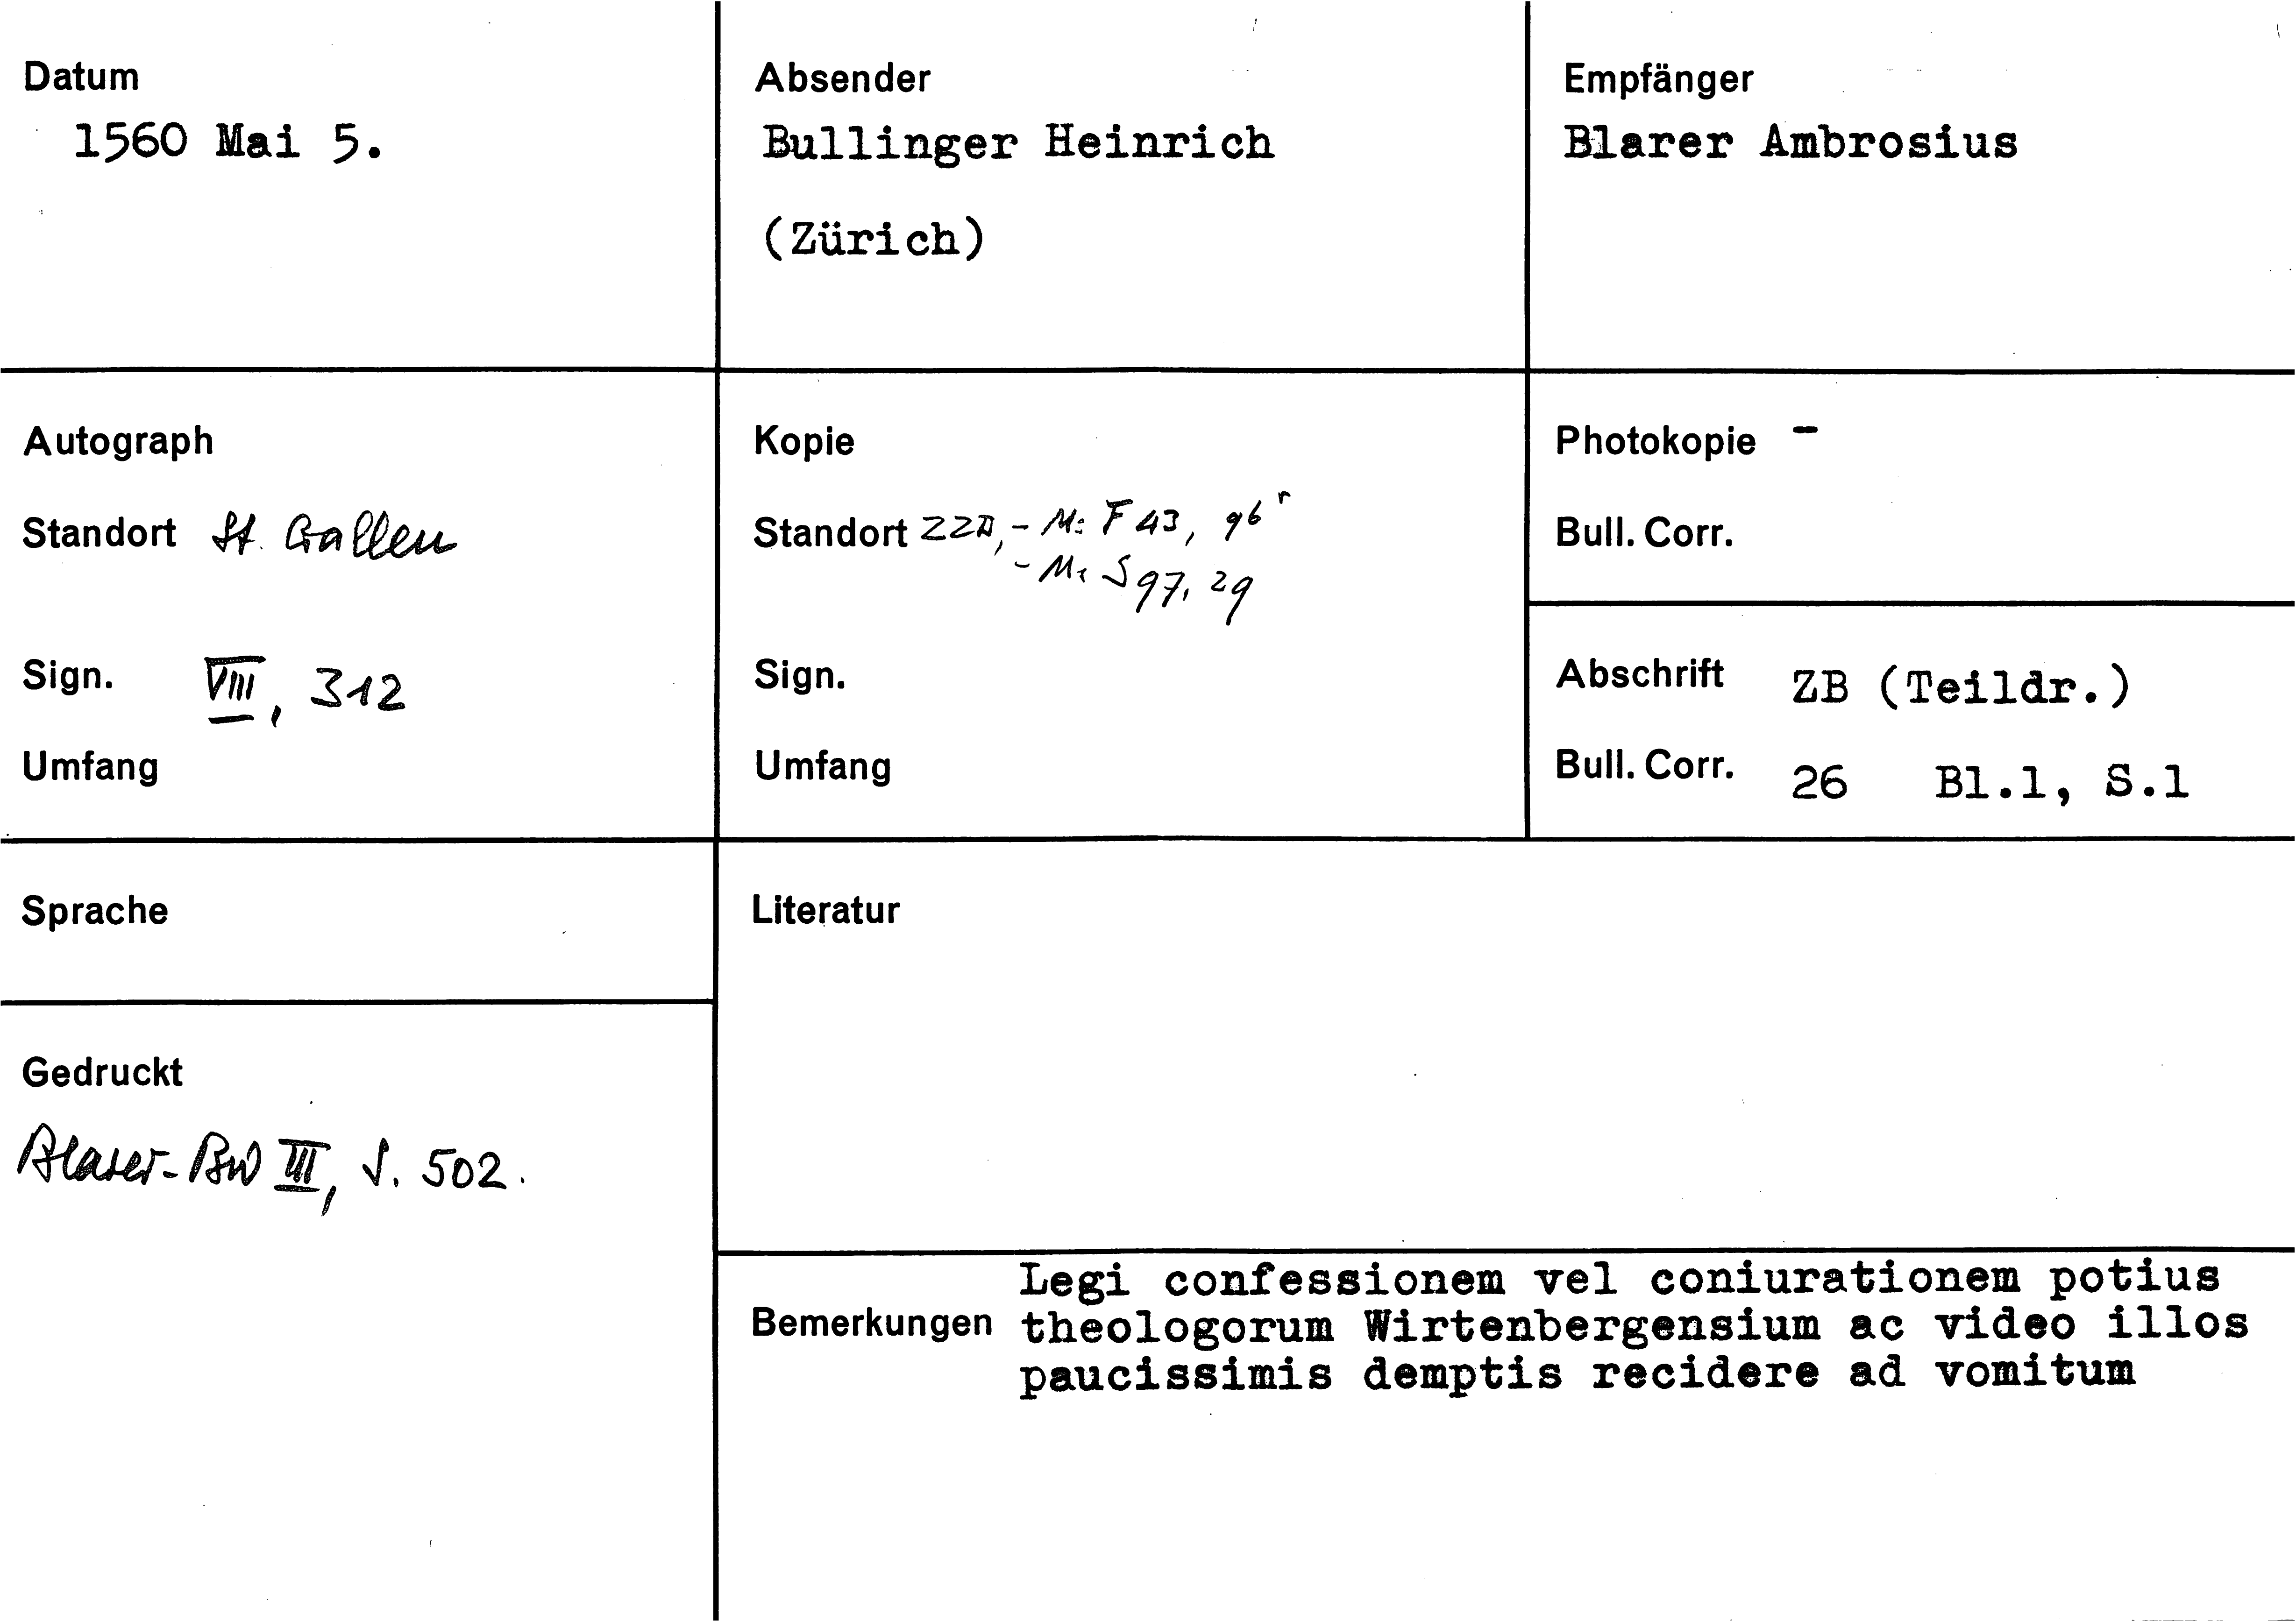 Datum
1560 Mai 5.
Absender
Bullinger Heinrich
(Zürich)
Empfänger
Blarer Ambrosius
Autograph
Standort St. Gallen
Sign. VIII, 312
Umfang
Kopie
Standort ZZB, - Ms F 43, 96r
- Ms S 97, 29
Sign.
Umfang
Photokopie -
Bull. Corr.
Abschrift ZB (Teildr.)
Bull. Corr. 26 Bl.1, S.1
Sprache
Literatur
Gedruckt
Blarer-BW III, S. 502.
Bemerkungen
Legi confessionem vel coniurationem potius
theologorum Wirtenbergensium ac video illos
paucissimis demptis recidere ad vomitum